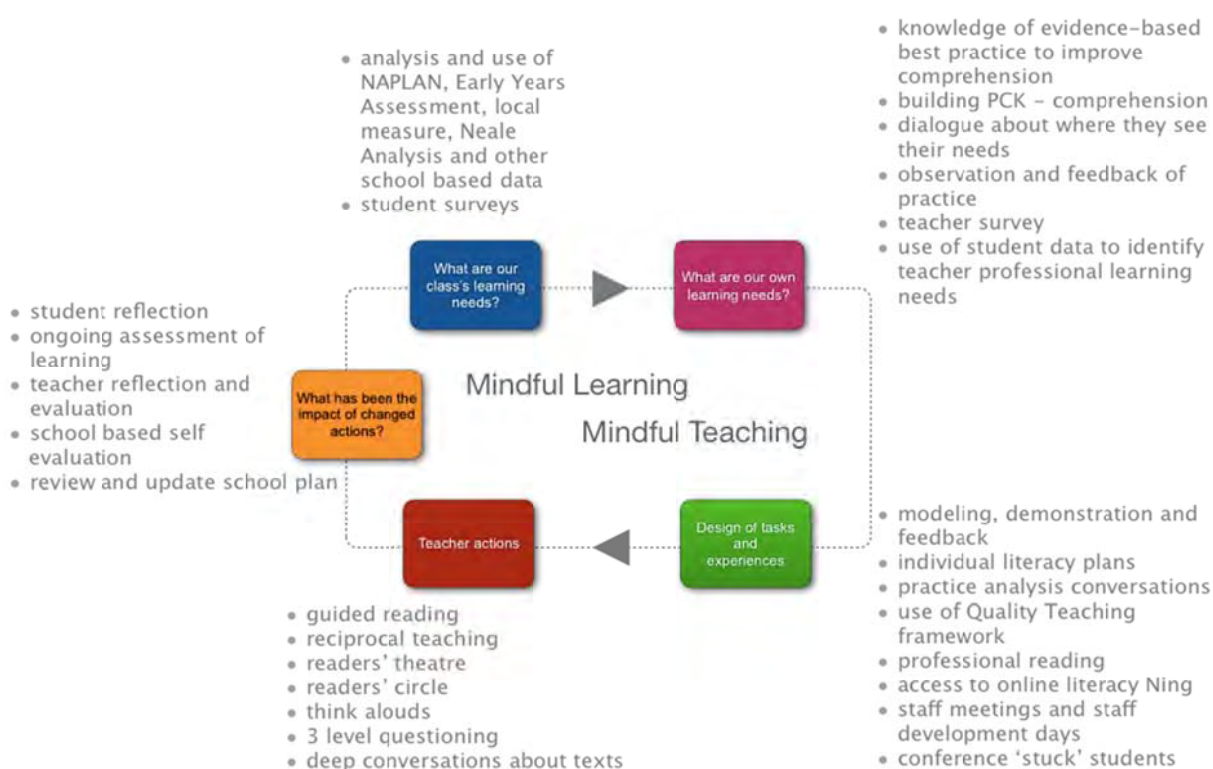 • analysis and use of
NAPLAN, Early Years
Assessment, local
measure, Neale
Analysis and other
school based data
• student surveys
• knowledge of evidence-based
best practice to improve
comprehension
• building PCK - comprehension
• dialogue about where they see
their needs
• observation and feedback of
practice
• teacher survey
• use of student data to identify
teacher professional learning
needs
What are our
class's learning
needs?
What are our own
learning needs?
• student reflection
• ongoing assessment of
learning
• teacher reflection and
evaluation
• school based self
evaluation
• review and update school plan
What has been the
impact of changed
actions?
Mindful Learning
Mindful Teaching
Teacher actions
Design of tasks
and
experiences
• guided reading
• reciprocal teaching
• readers' theatre
• readers' circle
• think alouds
• 3 level questioning
• deep conversations about texts
• modeling, demonstration and
feedback
• individual literacy plans
• practice analysis conversations
• use of Quality Teaching
framework
• professional reading
• access to online literacy Ning
• staff meetings and staff
development days
• conference 'stuck' students